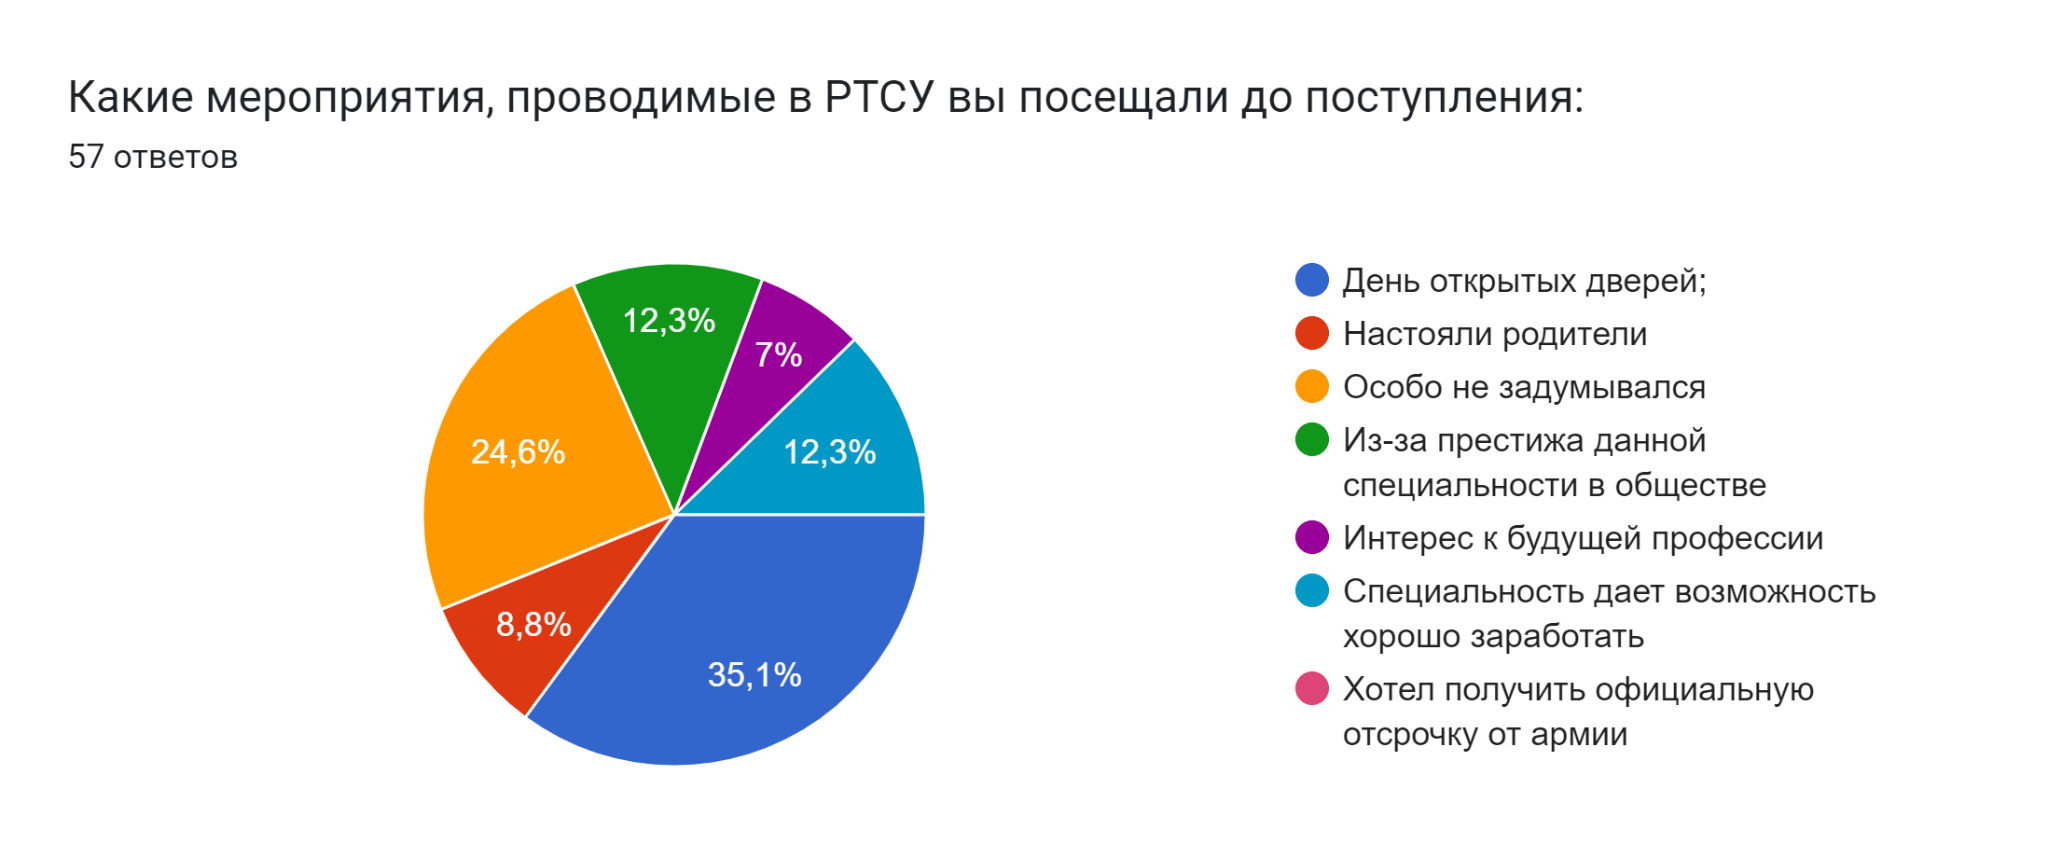 Какие мероприятия, проводимые в РТСУ вы посещали до поступления:
57 ответов
12,3%
7%
24,6%
12,3%
8,8%
35,1%
День открытых дверей;
Настояли родители
Особо не задумывался
Из-за престижа данной
специальности в обществе
Интерес к будущей профессии
Специальность дает возможность
хорошо заработать
Хотел получить официальную
отсрочку от армии